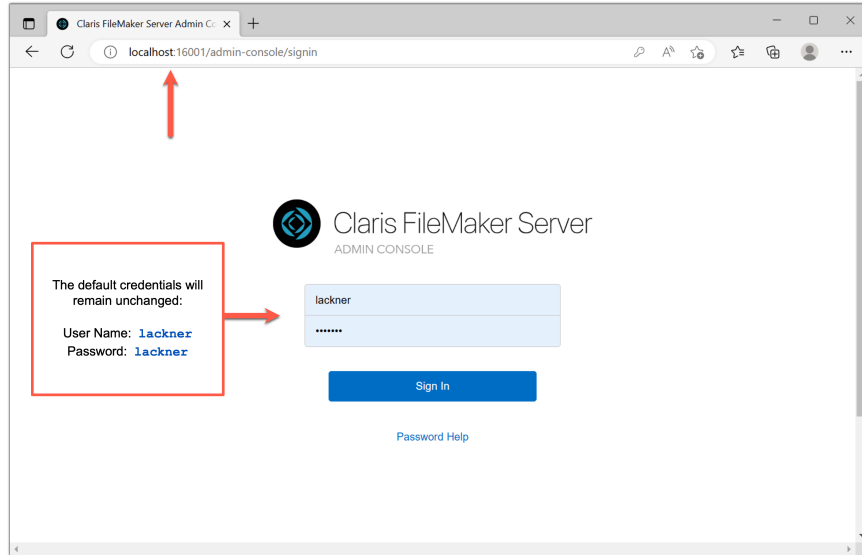 Claris FileMaker Server Admin Co
localhost:16001/admin-console/signin
Claris FileMaker Server
ADMIN CONSOLE
The default credentials will
remain unchanged:
User Name: lackner
Password: lackner
lackner
•••••••
Sign In
Password Help